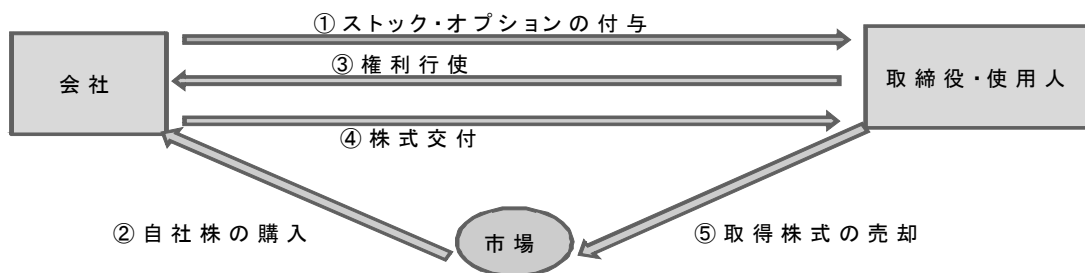 ①ストック・オプションの付与
③権利行使
会社
取締役・使用人
④株式交付
②自社株の購入
市場
⑤取得株式の売却